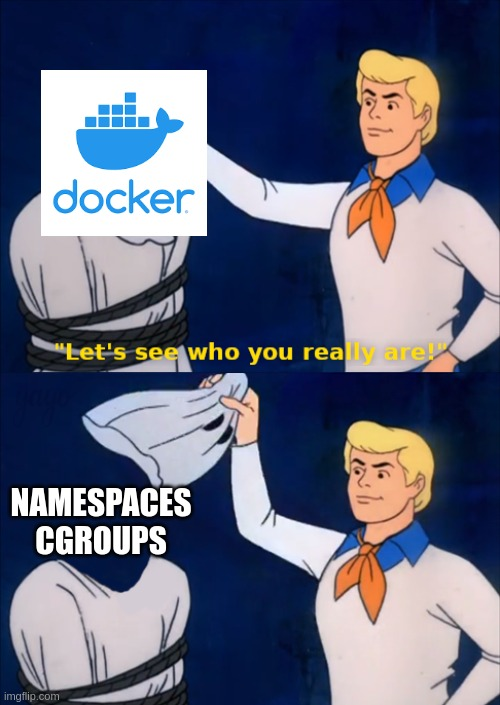 docker
"Let's see who you really are!"
NAMESPACES
CGROUPS
imgflip.com